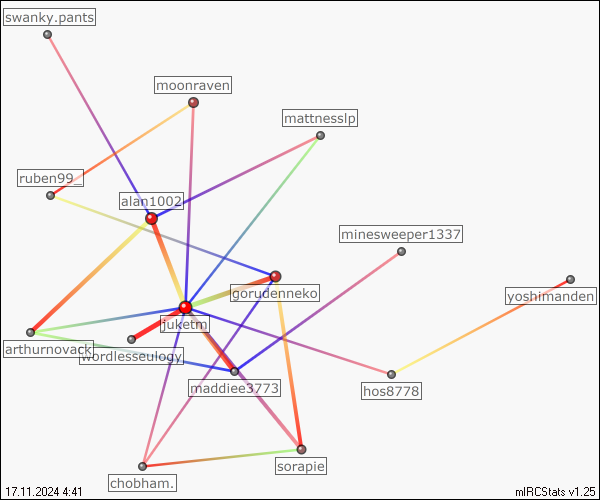 swanky.pants
moonraven
mattnesslp
ruben99_
alan1002
minesweeper1337
gorudenneko
yoshimanden
juketm
arthurnovack
wordlesseulogy
maddiee3773
hos8778
sorapie
chobham.
17.11.2024 4:41
mIRCStats v1.25